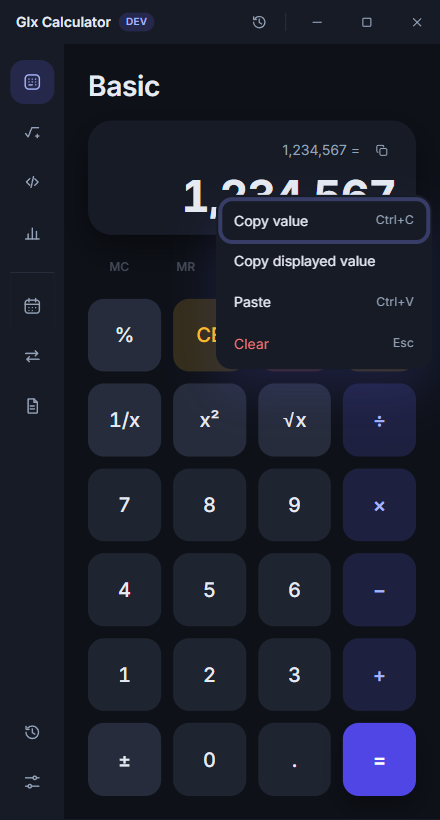 Glx Calculator DEV
Basic
1,234,567 =
1,234,567
Copy value Ctrl+C
Copy displayed value
Paste Ctrl+V
Clear Esc
MC MR
% CE
1/x x² √x ÷
7 8 9 ×
4 5 6 −
1 2 3 +
± 0 . =